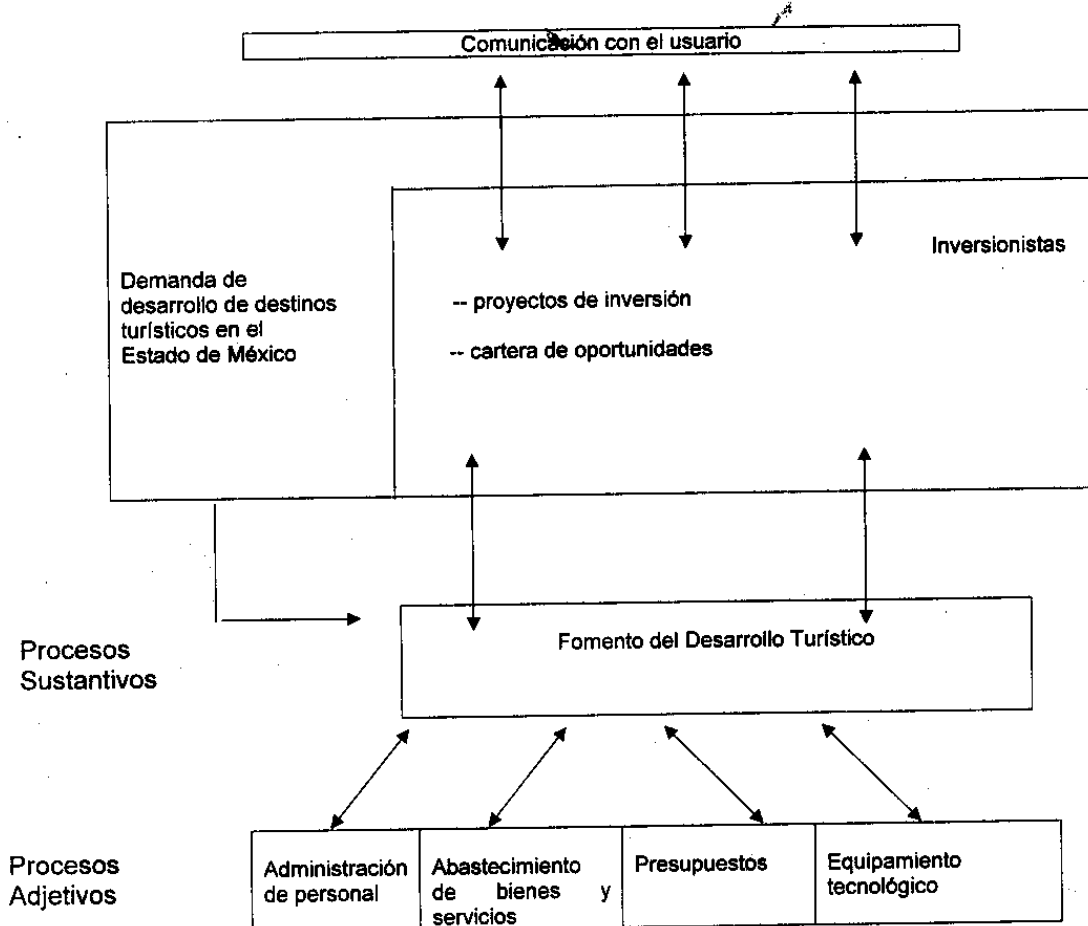 Comunicación con el usuario
Inversionistas
Demanda de
desarrollo de destinos
turísticos en el
Estado de México
-- proyectos de inversión
-- cartera de oportunidades
Procesos
Sustantivos
Fomento del Desarrollo Turístico
Procesos
Adjetivos
Administración
de personal
Abastecimiento
de bienes y
servicios
Presupuestos
Equipamiento
tecnológico